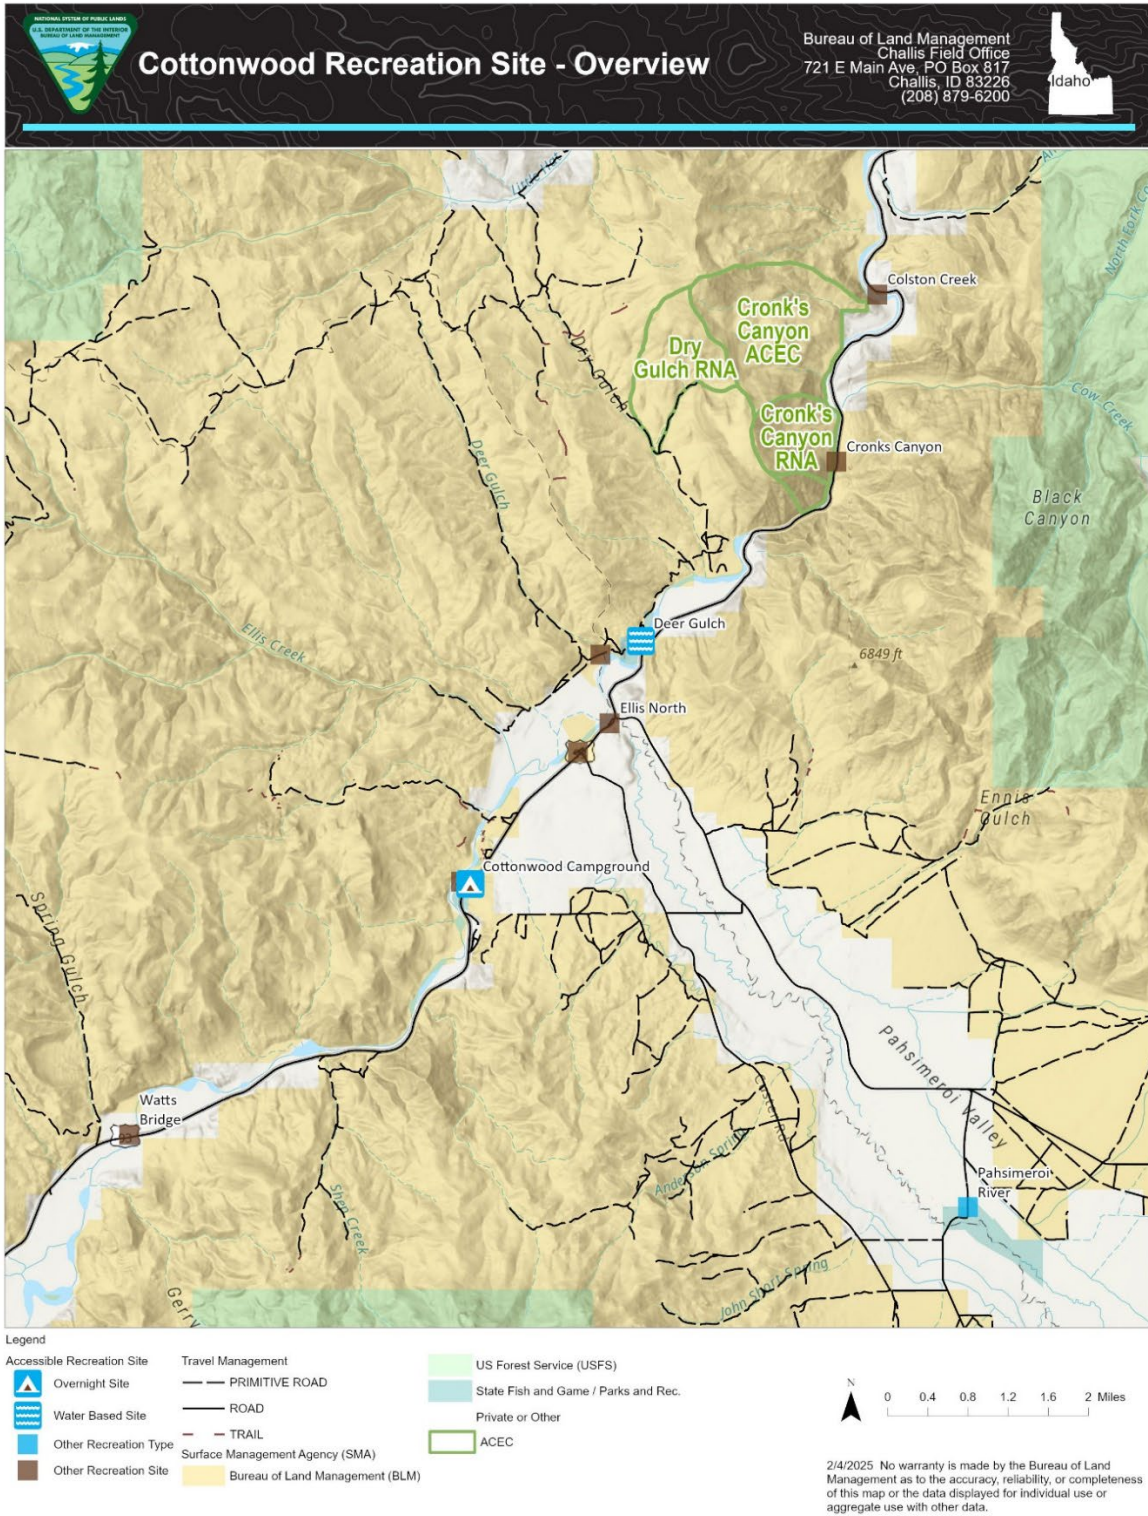 NATIONAL SYSTEM OF PUBLIC LANDS
U.S. DEPARTMENT OF THE INTERIOR
BUREAU OF LAND MANAGEMENT
Cottonwood Recreation Site - Overview
Bureau of Land Management
Challis Field Office
721 E Main Ave, PO Box 817
Challis, ID 83226
(208) 879-6200
Idaho
North Fork Co
Colston Creek
Cronk's
Canyon
ACEC
Dry
Gulch RNA
Dry Gulch
Cow Creek
Cronk's
Canyon
RNA
Cronks Canyon
Deer Gulch
Black
Canyon
Deer Gulch
Ellis Creek
6849 ft
Ellis North
Ennis
Gulch
Cottonwood Campground
Spring Gulch
Pahsimeroi Valley
Watts
Bridge
Anderson Spring
Pahsimeroi
River
John Short Spring
Gerry
Legend
Accessible Recreation Site
Overnight Site
Water Based Site
Other Recreation Type
Other Recreation Site
Travel Management
PRIMITIVE ROAD
ROAD
TRAIL
Surface Management Agency (SMA)
Bureau of Land Management (BLM)
US Forest Service (USFS)
State Fish and Game / Parks and Rec.
Private or Other
ACEC
N
0 0.4 0.8 1.2 1.6 2 Miles
2/4/2025 No warranty is made by the Bureau of Land
Management as to the accuracy, reliability, or completeness
of this map or the data displayed for individual use or
aggregate use with other data.